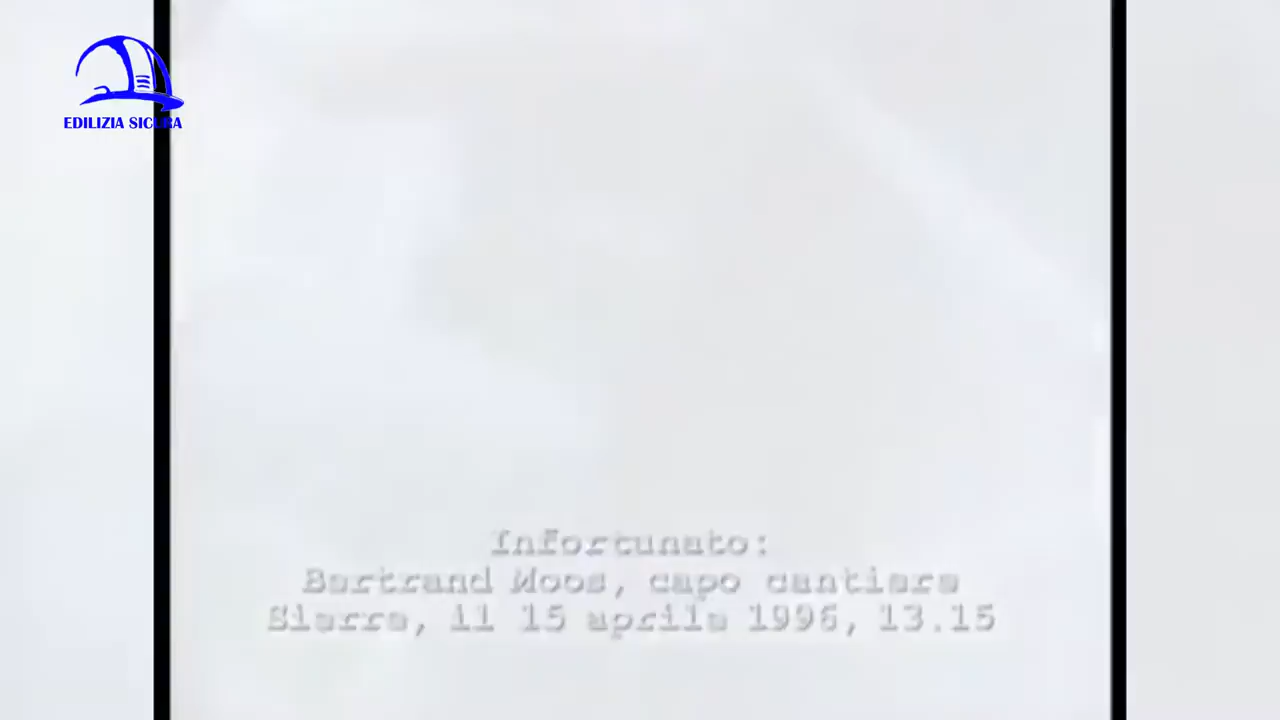 EDILIZIA SICURA
Infortunato:
Bertrand Moos, capo cantiere
Sierre, il 15 aprile 1996, 13.15